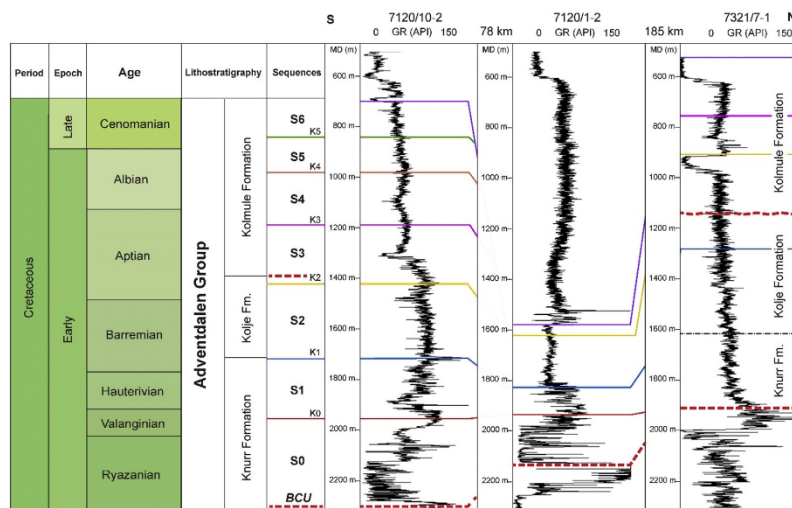 S 7120/10-2 78 km 7120/1-2 185 km 7321/7-1 N
0 GR (API) 150 0 GR (API) 150 0 GR (API) 150
Period Epoch Age Lithostratigraphy Sequences MD (m) MD (m) MD (m)
Cretaceous
Late
Early
Cenomanian
Albian
Aptian
Barremian
Hauterivian
Valanginian
Ryazanian
Adventdalen Group
Kolmule Formation
Kolje Fm.
Knurr Formation
S6
K5
S5
K4
S4
K3
S3
K2
S2
K1
S1
K0
S0
BCU
600 m
800 m
1000 m
1200 m
1400 m
1600 m
1800 m
2000 m
2200 m
600 m
800 m
1000 m
1200 m
1400 m
1600 m
1800 m
2000 m
2200 m
600 m
800 m
1000 m
1200 m
1400 m
1600 m
1800 m
2000 m
2200 m
Kolmule Formation
Kolje Formation
Knurr Fm.